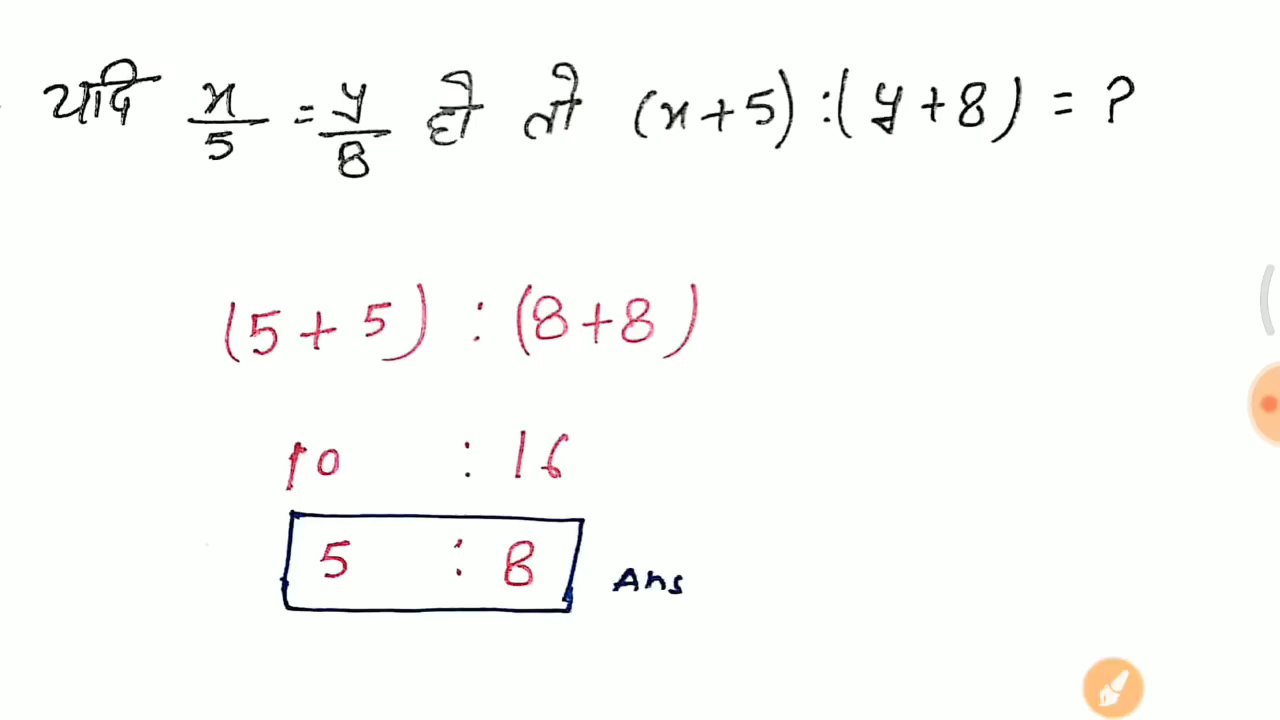 यदि x/5 = y/8 हो तो (x+5) : (y+8) = ?
(5+5) : (8+8)
10 : 16
5 : 8 Ans